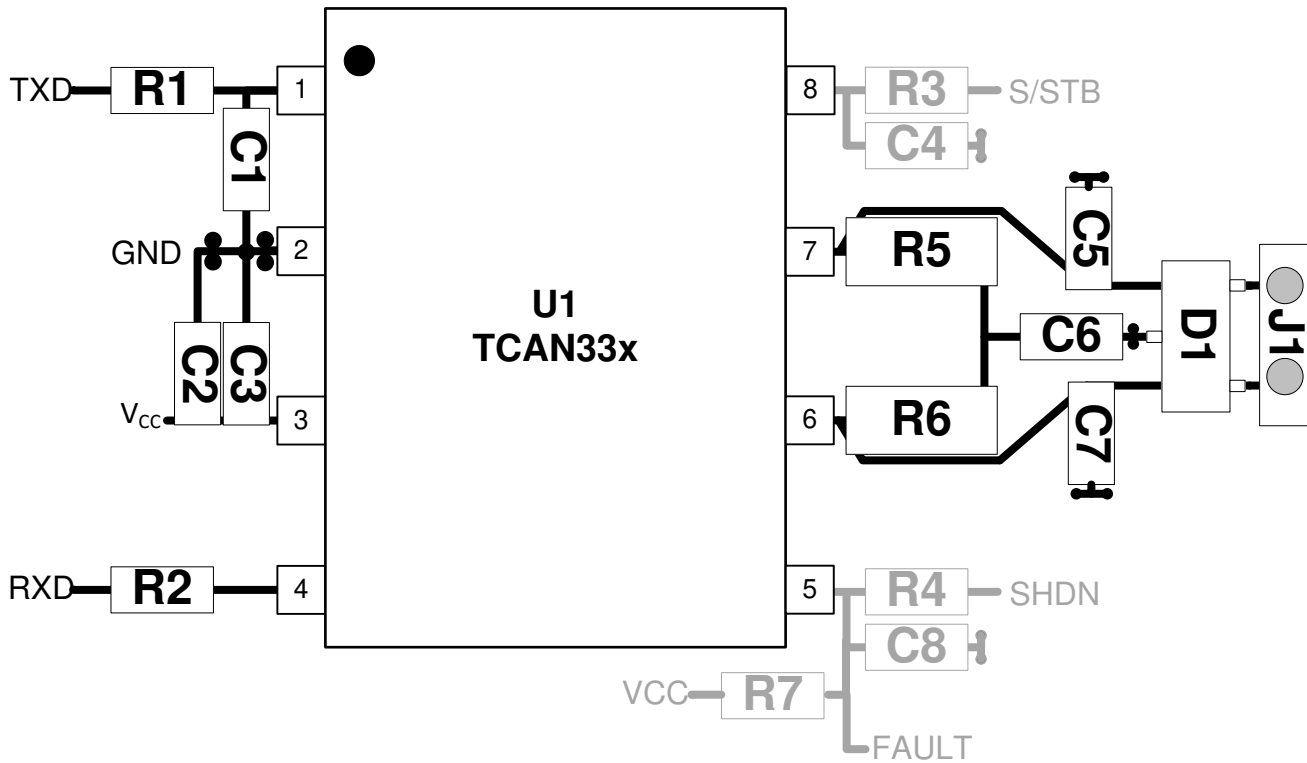 TXD R1 1
8 R3 S/STB
C4
C1
GND 2
7 R5 C5
U1
TCAN33x
C6 D1 J1
C2 C3
VCC 3
6 R6 C7
RXD R2 4
5 R4 SHDN
C8
VCC R7
FAULT